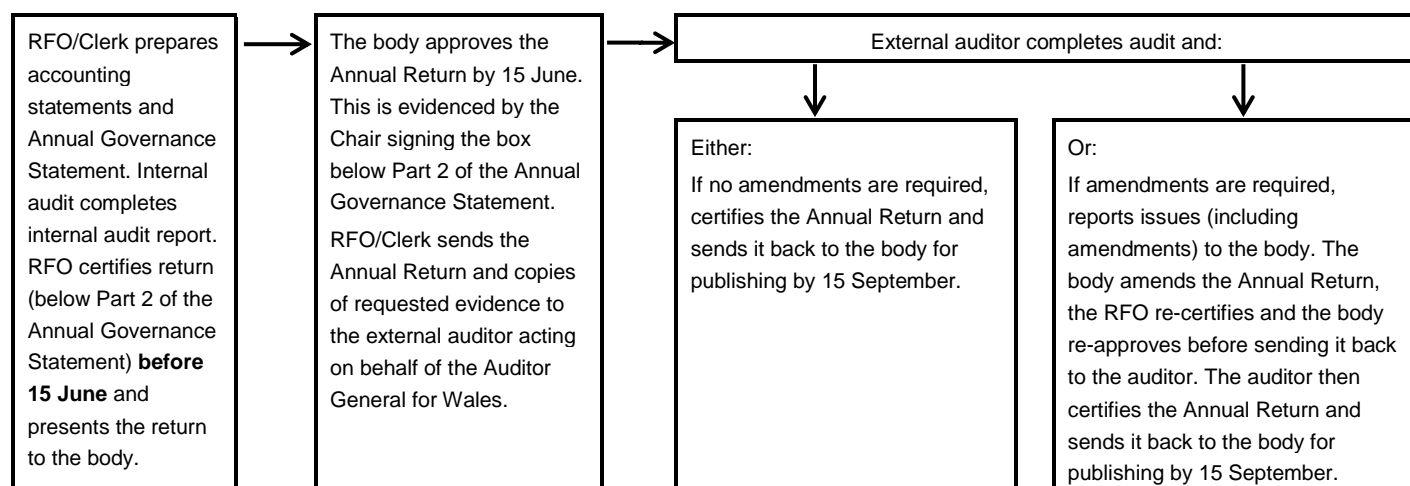 RFO/Clerk prepares
accounting
statements and
Annual Governance
Statement. Internal
audit completes
internal audit report.
RFO certifies return
(below Part 2 of the
Annual Governance
Statement) before
15 June and
presents the return
to the body.
The body approves the
Annual Return by 15 June.
This is evidenced by the
Chair signing the box
below Part 2 of the Annual
Governance Statement.
RFO/Clerk sends the
Annual Return and copies
of requested evidence to
the external auditor acting
on behalf of the Auditor
General for Wales.
External auditor completes audit and:
Either:
If no amendments are required,
certifies the Annual Return and
sends it back to the body for
publishing by 15 September.
Or:
If amendments are required,
reports issues (including
amendments) to the body. The
body amends the Annual Return,
the RFO re-certifies and the body
re-approves before sending it back
to the auditor. The auditor then
certifies the Annual Return and
sends it back to the body for
publishing by 15 September.